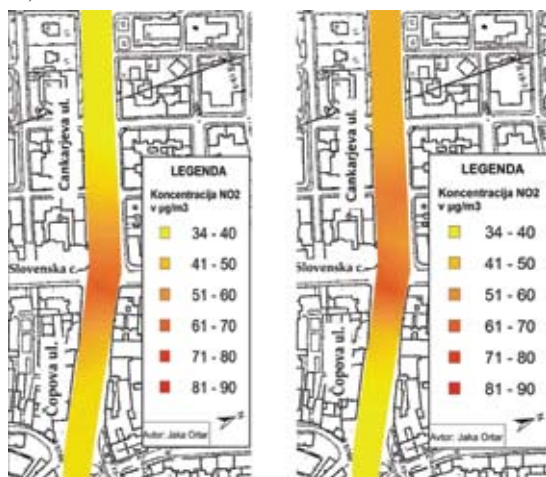 Cankarjeva ul.
Slovenska c.
Čopova ul.
LEGENDA
Koncentracija NO2
v µg/m3
34 - 40
41 - 50
51 - 60
61 - 70
71 - 80
81 - 90
Avtor: Jaka Ortar
Cankarjeva ul.
Slovenska c.
Čopova ul.
LEGENDA
Koncentracija NO2
v µg/m3
34 - 40
41 - 50
51 - 60
61 - 70
71 - 80
81 - 90
Avtor: Jaka Ortar